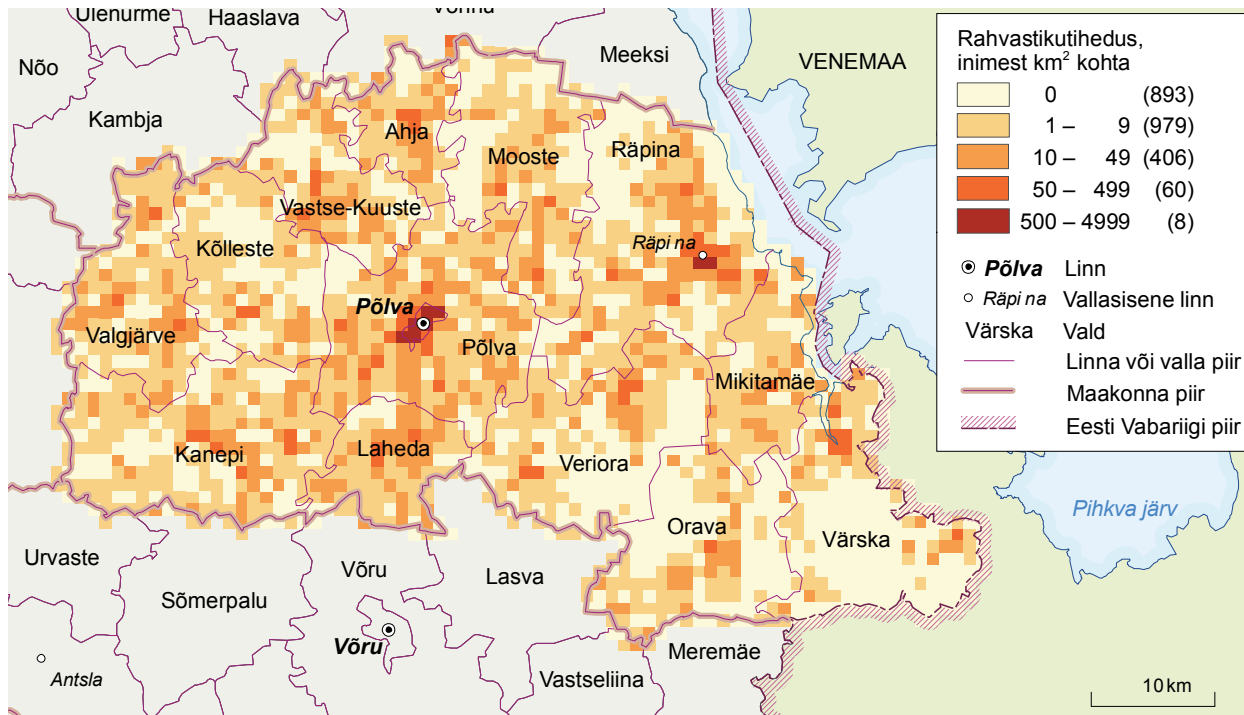 Ülenurme
Haaslava
Võnnu
Nõo
Meeksi
VENEMAA
Kambja
Ahja
Mooste
Räpina
Vastse-Kuuste
Kõlleste
Räpina
Põlva
Valgjärve
Põlva
Mikitamäe
Kanepi
Laheda
Veriora
Orava
Värska
Pihkva järv
Urvaste
Võru
Lasva
Sõmerpalu
Võru
Meremäe
Antsla
Vastseliina
10 km
Rahvastikutihedus,
inimest km² kohta
0 (893)
1 – 9 (979)
10 – 49 (406)
50 – 499 (60)
500 – 4999 (8)
Põlva Linn
Räpina Vallasisene linn
Värska Vald
Linna või valla piir
Maakonna piir
Eesti Vabariigi piir